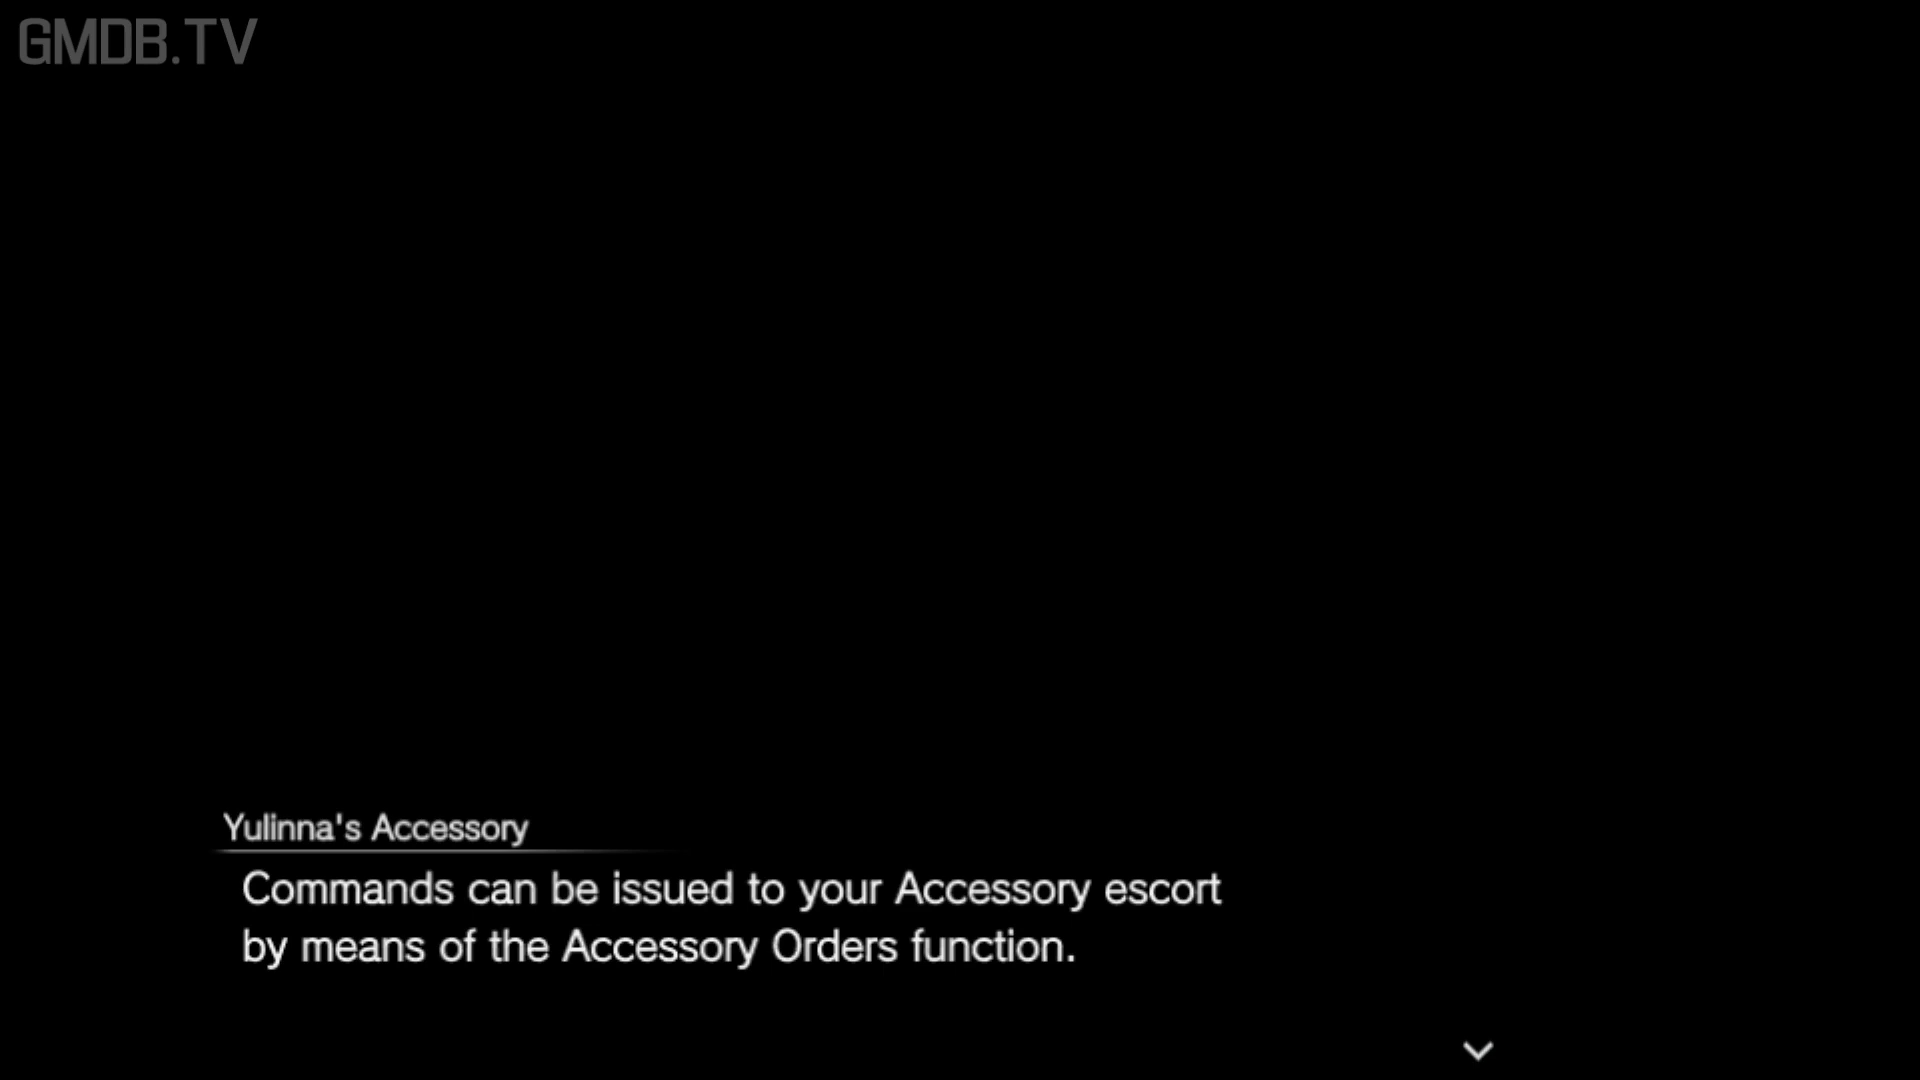 GMDB.TV
Yulinna's Accessory
Commands can be issued to your Accessory escort
by means of the Accessory Orders function.